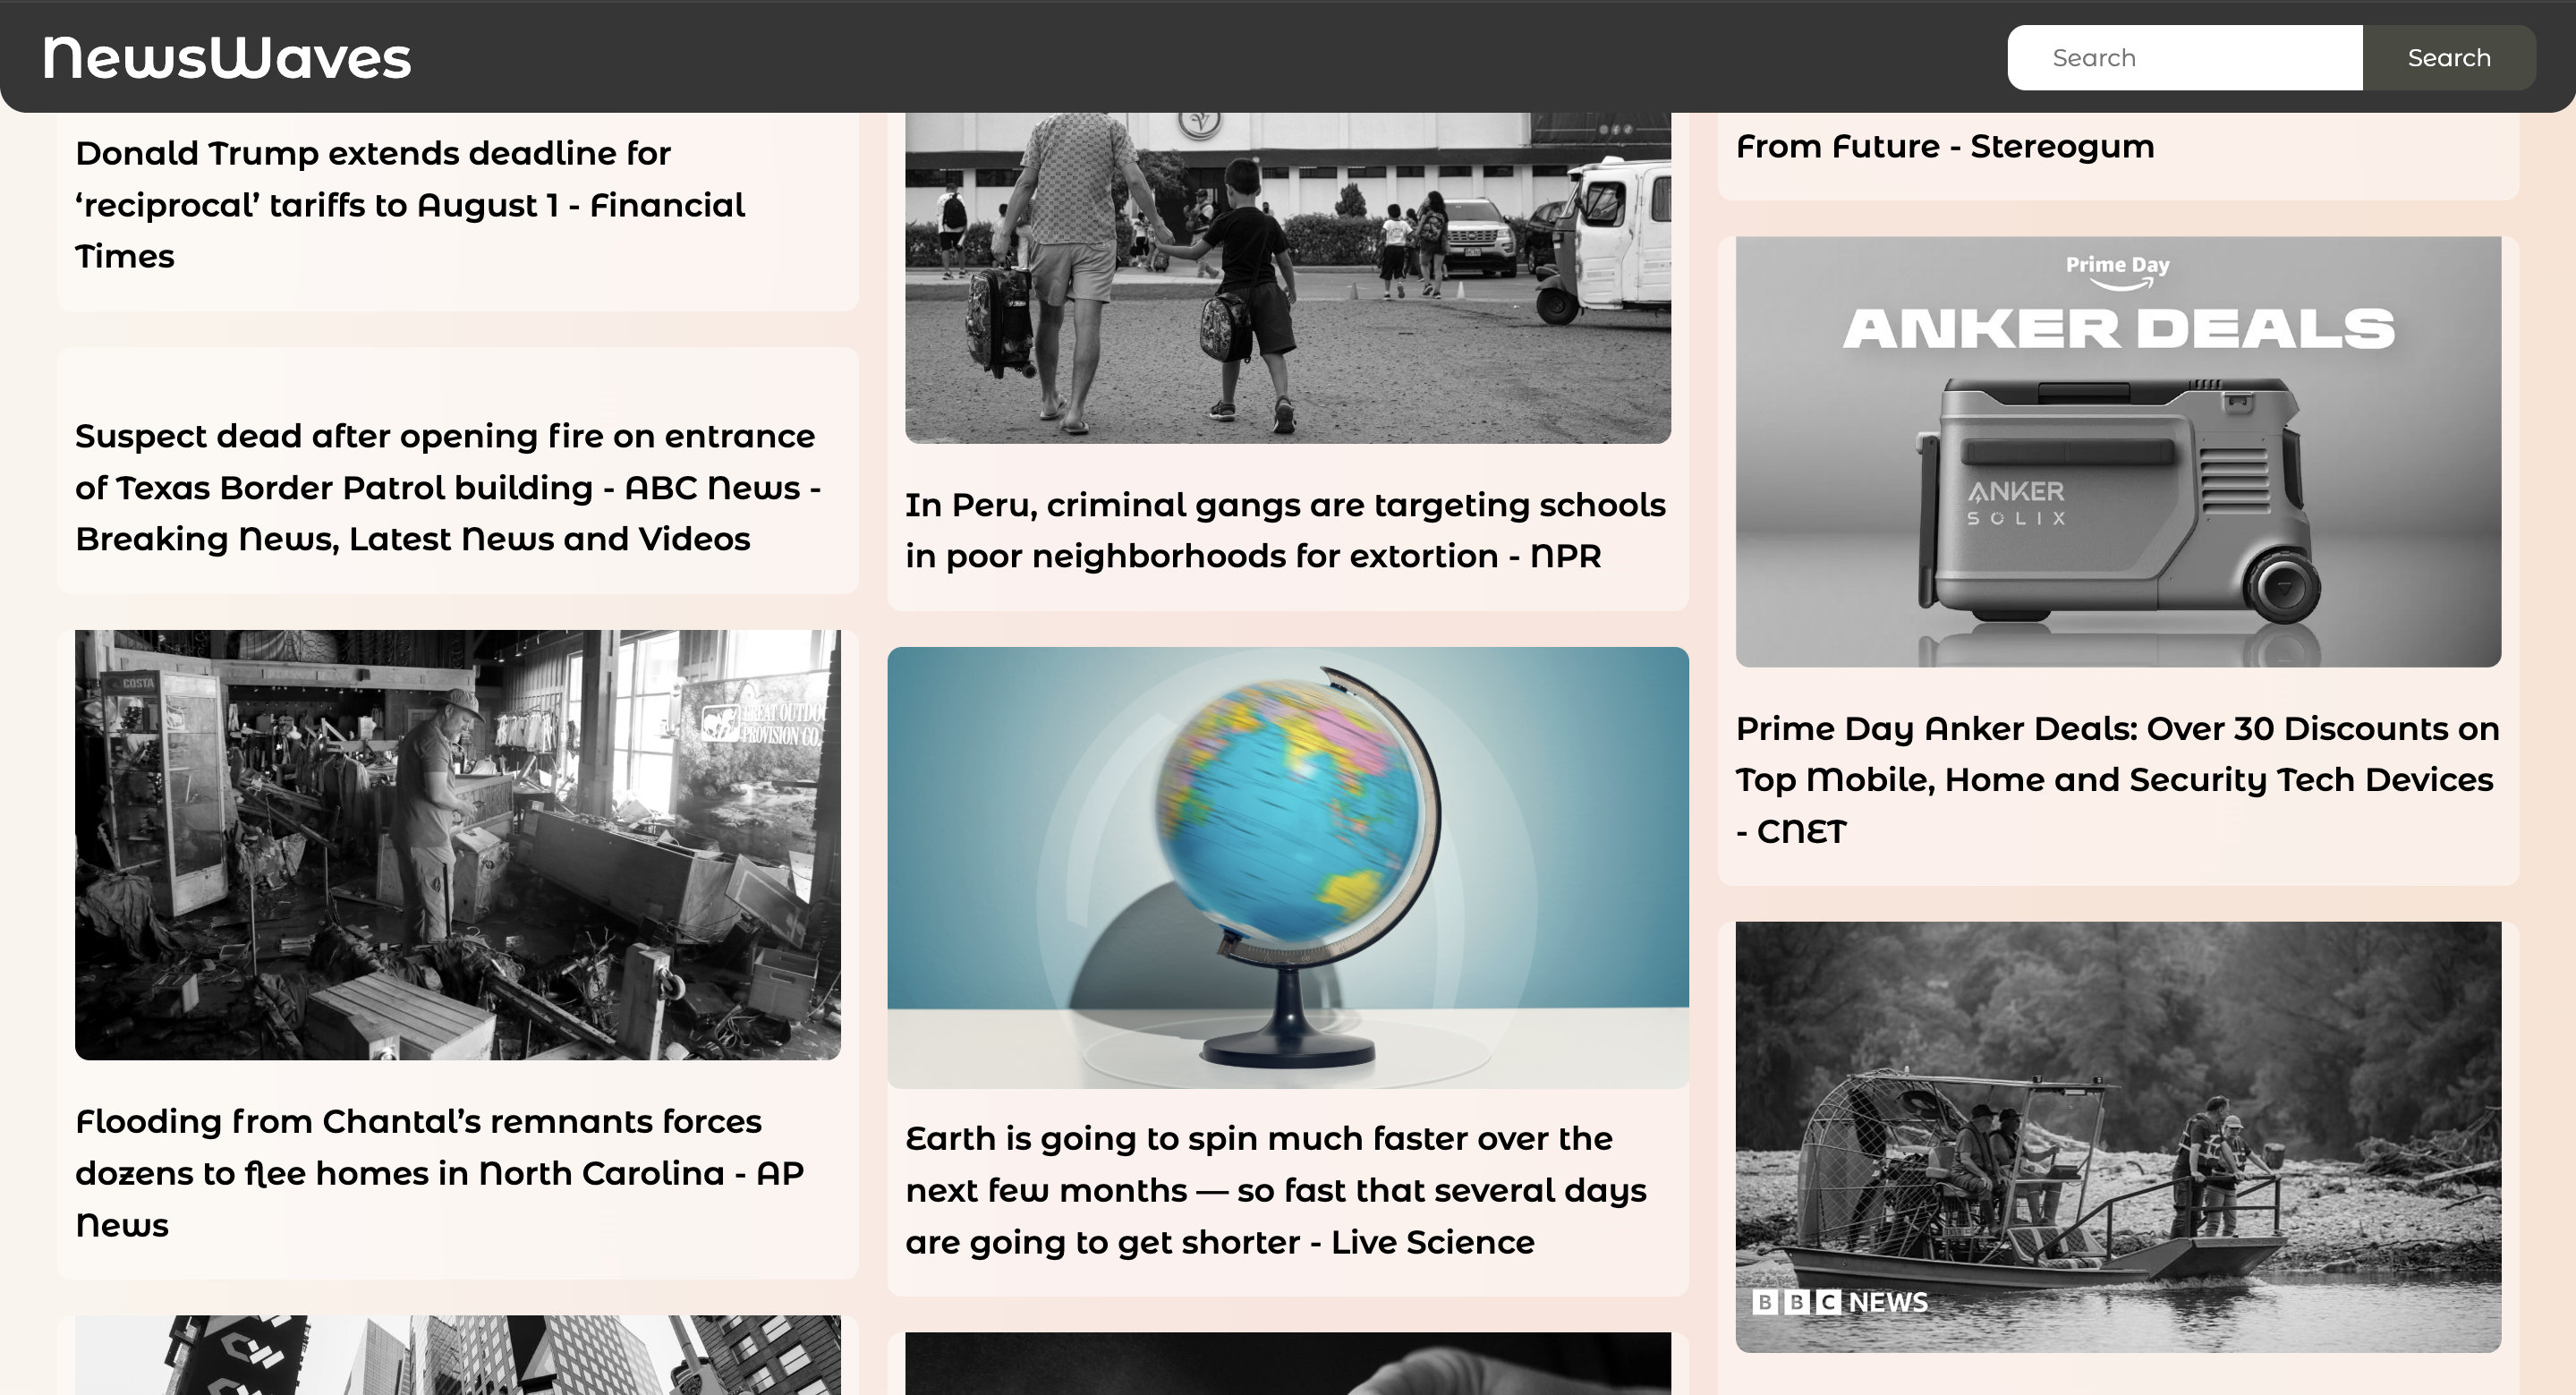 NewsWaves
Search
Search
Donald Trump extends deadline for
‘reciprocal’ tariffs to August 1 - Financial
Times
Suspect dead after opening fire on entrance
of Texas Border Patrol building - ABC News -
Breaking News, Latest News and Videos
COSTA
GREAT OUTDO
PROVISION CO.
Flooding from Chantal’s remnants forces
dozens to flee homes in North Carolina - AP
News
In Peru, criminal gangs are targeting schools
in poor neighborhoods for extortion - NPR
Earth is going to spin much faster over the
next few months — so fast that several days
are going to get shorter - Live Science
From Future - Stereogum
Prime Day
ANKER DEALS
ANKER
SOLIX
Prime Day Anker Deals: Over 30 Discounts on
Top Mobile, Home and Security Tech Devices
- CNET
BBC NEWS